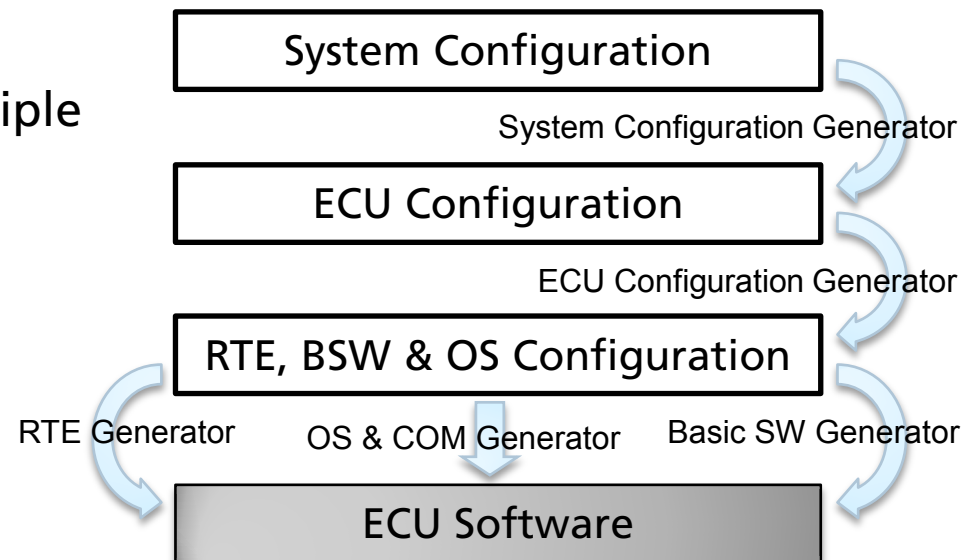 System Configuration
iple
System Configuration Generator
ECU Configuration
ECU Configuration Generator
RTE, BSW & OS Configuration
RTE Generator
OS & COM Generator
Basic SW Generator
ECU Software